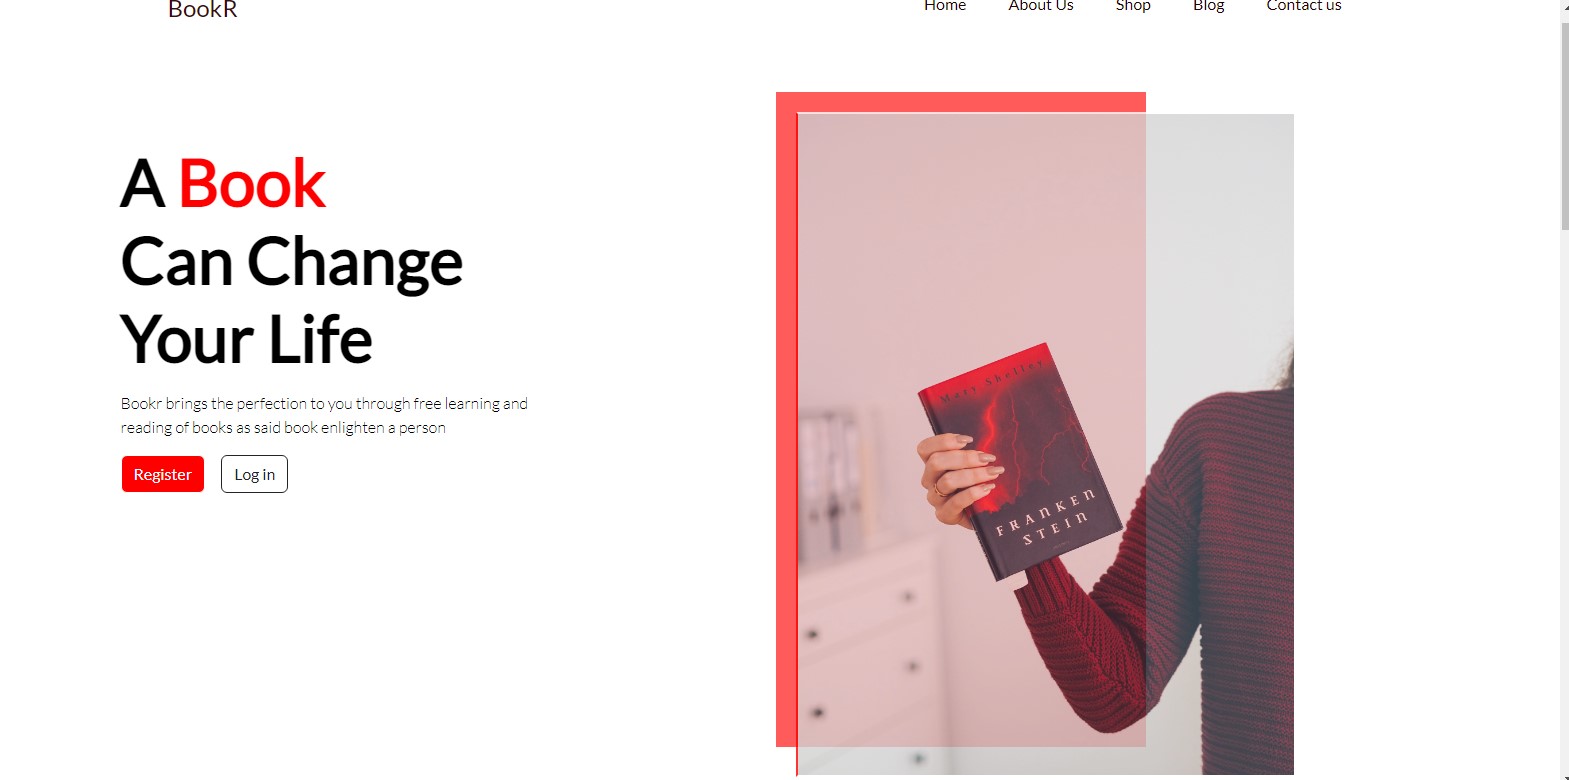 BookR
Home About Us Shop Blog Contact us
A Book
Can Change
Your Life
Bookr brings the perfection to you through free learning and
reading of books as said book enlighten a person
Register Log in
Mary Shelley
FRANKEN
STEIN